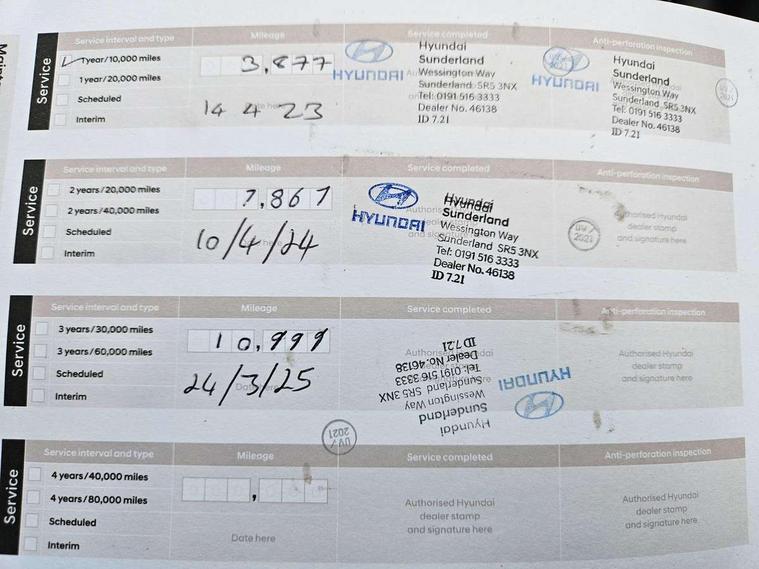 Service
Service interval and type
Mileage
Service completed
Anti-perforation inspection
1year/10,000 miles
1year/20,000 miles
Scheduled
Interim
3,877
14 4 23
HYUNDAI
Hyundai
Sunderland
Wessington Way
Sunderland SR5 3NX
Tel: 0191 516 3333
Dealer No. 46138
ID 7.21
HYUNDAI
Hyundai
Sunderland
Wessington Way
Sunderland SR5 3NX
Tel: 0191 516 3333
Dealer No. 46138
ID 7.21
Service
Service interval and type
Mileage
Service completed
Anti-perforation inspection
2 years/20,000 miles
2 years/40,000 miles
Scheduled
Interim
7,867
10/4/24
HYUNDAI
Hyundai
Sunderland
Wessington Way
Sunderland SR5 3NX
Tel: 0191 516 3333
Dealer No. 46138
ID 7.21
UV/
2021
Authorised Hyundai
dealer stamp
and signature here
Service
Service interval and type
Mileage
Service completed
Anti-perforation inspection
3 years/30,000 miles
3 years/60,000 miles
Scheduled
Interim
10,999
24/3/25
Hyundai
Sunderland
Wessington Way
Sunderland SR5 3NX
Tel: 0191 516 3333
Dealer No. 46138
ID 7.21
HYUNDAI
Authorised Hyundai
dealer stamp
and signature here
UV/
2021
Service
Service interval and type
Mileage
Service completed
Anti-perforation inspection
4 years/40,000 miles
4 years/80,000 miles
Scheduled
Interim
,
Date here
Authorised Hyundai
dealer stamp
and signature here
Authorised Hyundai
dealer stamp
and signature here